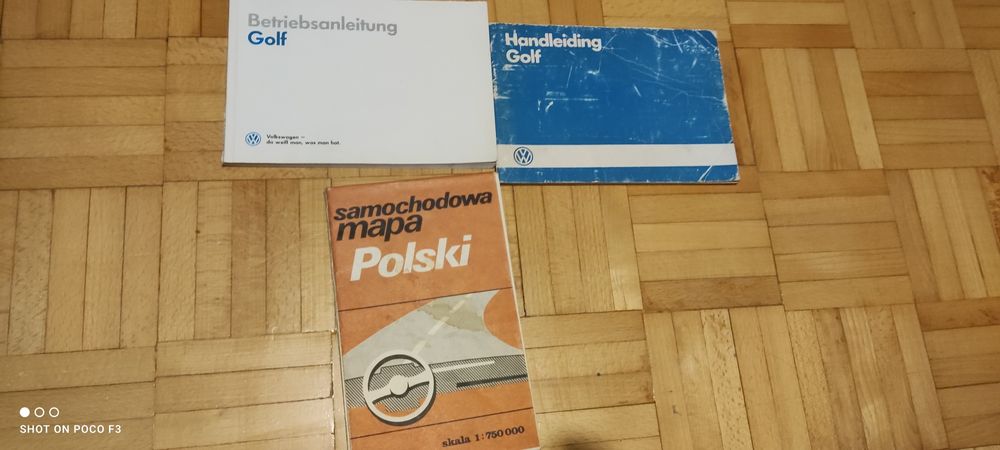 Betriebsanleitung
Golf
Volkswagen –
da weiß man, was man hat.
Handleiding
Golf
samochodowa
mapa
Polski
skala 1:750 000
SHOT ON POCO F3